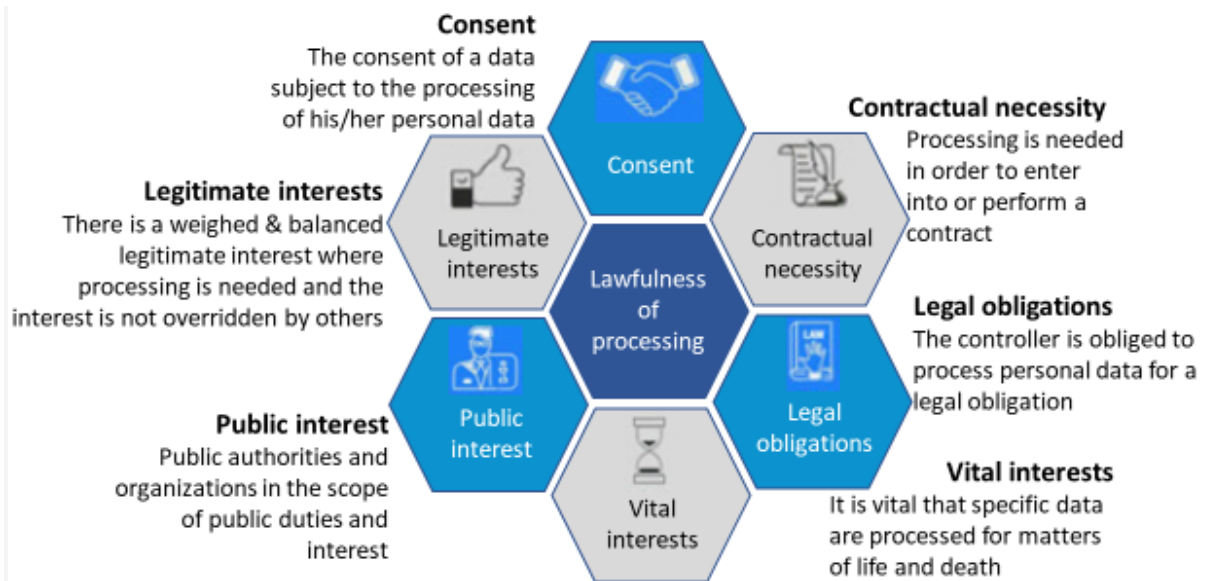 Consent
The consent of a data
subject to the processing
of his/her personal data
Consent
Contractual necessity
Processing is needed
in order to enter
into or perform a
contract
Contractual
necessity
Legitimate interests
There is a weighed & balanced
legitimate interest where
processing is needed and the
interest is not overridden by others
Legitimate
interests
Lawfulness
of
processing
Legal obligations
The controller is obliged to
process personal data for a
legal obligation
LAW
Legal
obligations
Public interest
Public authorities and
organizations in the scope
of public duties and
interest
Public
interest
Vital interests
It is vital that specific data
are processed for matters
of life and death
Vital
interests